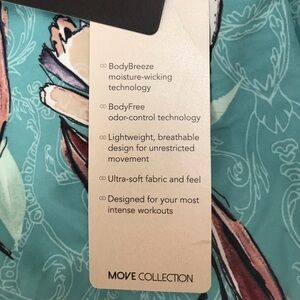 ∞ BodyBreeze
moisture-wicking
technology
∞ BodyFree
odor-control technology
∞ Lightweight, breathable
design for unrestricted
movement
∞ Ultra-soft fabric and feel
∞ Designed for your most
intense workouts
MOVE COLLECTION